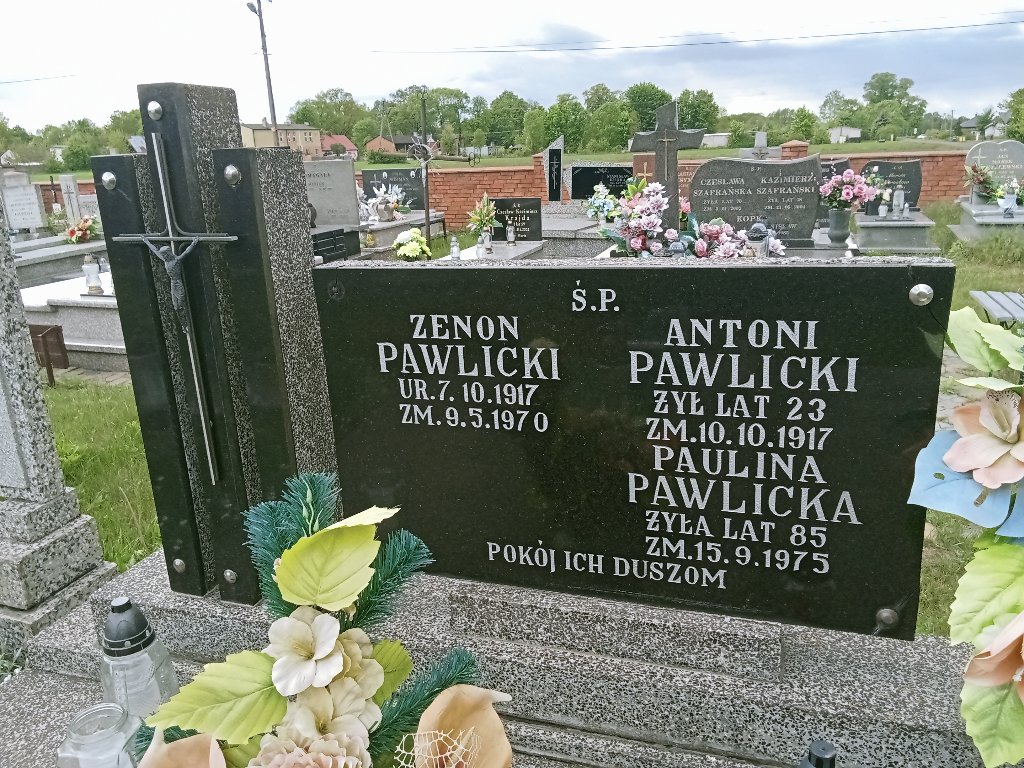 Ś.P.
ZENON
PAWLICKI
UR.7.10.1917
ZM.9.5.1970
ANTONI
PAWLICKI
ŻYŁ LAT 23
ZM.10.10.1917
PAULINA
PAWLICKA
ŻYŁA LAT 85
ZM.15.9.1975
POKÓJ ICH DUSZOM
CZESŁAWA KAZIMIERZ
SZAFRAŃSKA SZAFRAŃSKI